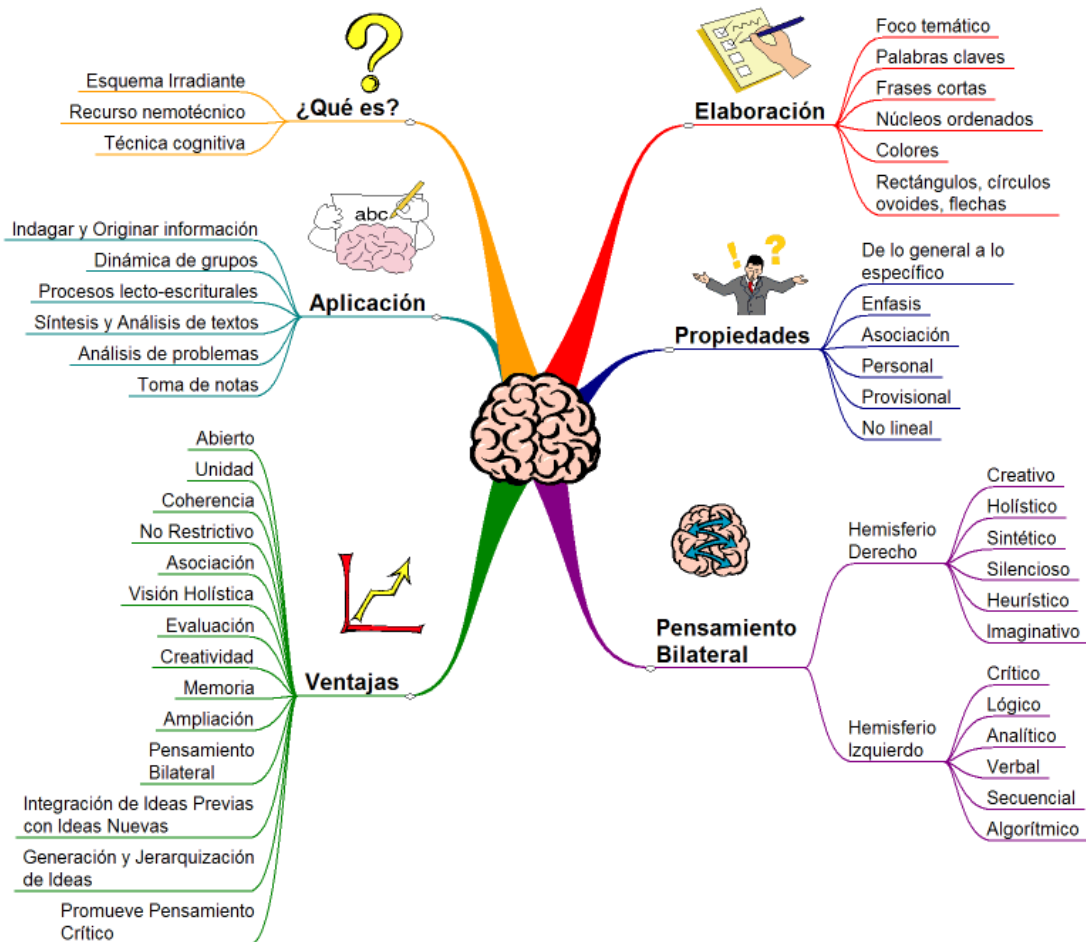 ¿Qué es?
Esquema Irradiante
Recurso nemotécnico
Técnica cognitiva
Elaboración
Foco temático
Palabras claves
Frases cortas
Núcleos ordenados
Colores
Rectángulos, círculos
ovoides, flechas
abc
Aplicación
Indagar y Originar información
Dinámica de grupos
Procesos lecto-escriturales
Síntesis y Análisis de textos
Análisis de problemas
Toma de notas
! ?
Propiedades
De lo general a lo
específico
Enfasis
Asociación
Personal
Provisional
No lineal
Ventajas
Abierto
Unidad
Coherencia
No Restrictivo
Asociación
Visión Holística
Evaluación
Creatividad
Memoria
Ampliación
Pensamiento
Bilateral
Integración de Ideas Previas
con Ideas Nuevas
Generación y Jerarquización
de Ideas
Promueve Pensamiento
Crítico
Pensamiento
Bilateral
Hemisferio
Derecho
Creativo
Holístico
Sintético
Silencioso
Heurístico
Imaginativo
Hemisferio
Izquierdo
Crítico
Lógico
Analítico
Verbal
Secuencial
Algorítmico